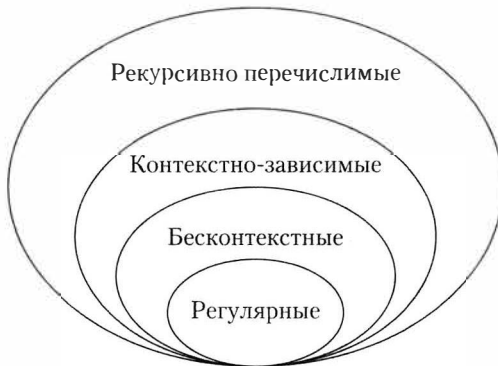 Рекурсивно перечислимые
Контекстно-зависимые
Бесконтекстные
Регулярные